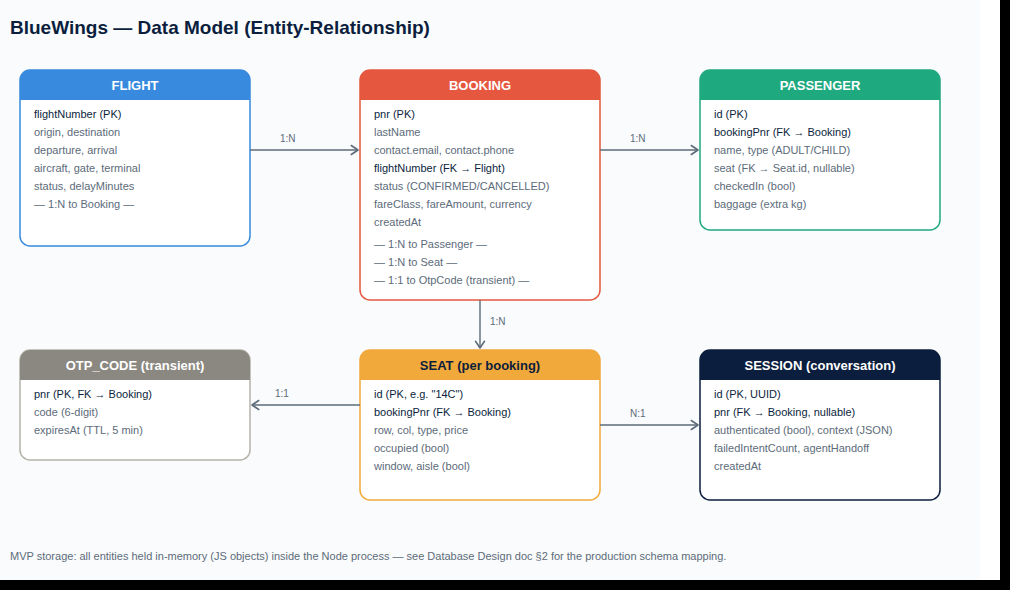 BlueWings — Data Model (Entity-Relationship)
FLIGHT
flightNumber (PK)
origin, destination
departure, arrival
aircraft, gate, terminal
status, delayMinutes
— 1:N to Booking —
1:N
BOOKING
pnr (PK)
lastName
contact.email, contact.phone
flightNumber (FK → Flight)
status (CONFIRMED/CANCELLED)
fareClass, fareAmount, currency
createdAt
— 1:N to Passenger —
— 1:N to Seat —
— 1:1 to OtpCode (transient) —
1:N
PASSENGER
id (PK)
bookingPnr (FK → Booking)
name, type (ADULT/CHILD)
seat (FK → Seat.id, nullable)
checkedIn (bool)
baggage (extra kg)
1:N
OTP_CODE (transient)
pnr (PK, FK → Booking)
code (6-digit)
expiresAt (TTL, 5 min)
1:1
SEAT (per booking)
id (PK, e.g. "14C")
bookingPnr (FK → Booking)
row, col, type, price
occupied (bool)
window, aisle (bool)
N:1
SESSION (conversation)
id (PK, UUID)
pnr (FK → Booking, nullable)
authenticated (bool), context (JSON)
failedIntentCount, agentHandoff
createdAt
MVP storage: all entities held in-memory (JS objects) inside the Node process — see Database Design doc §2 for the production schema mapping.